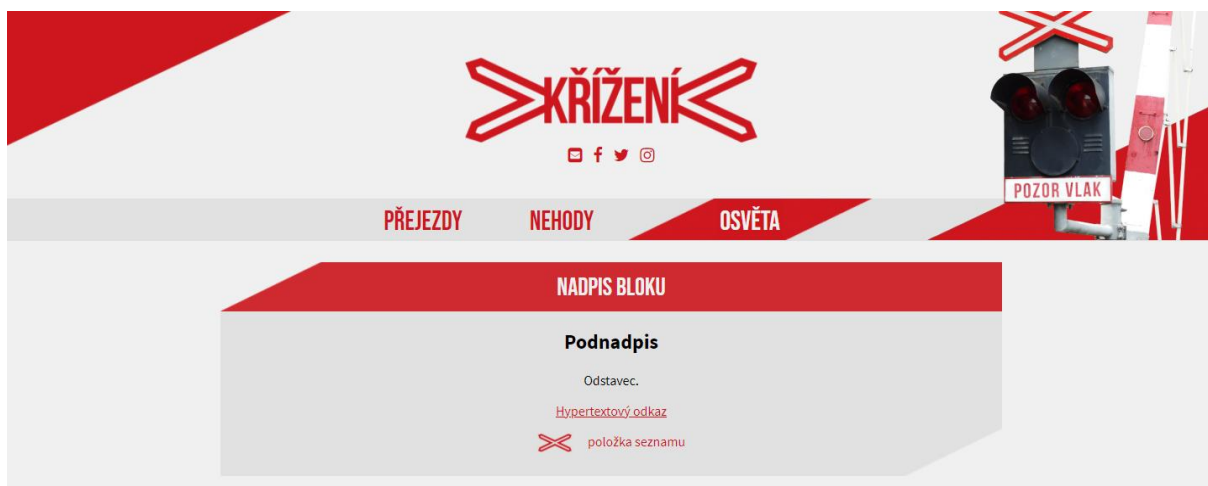 KŘÍŽENÍ
POZOR VLAK
PŘEJEZDY NEHODY OSVĚTA
NADPIS BLOKU
Podnadpis
Odstavec.
Hypertextový odkaz
položka seznamu